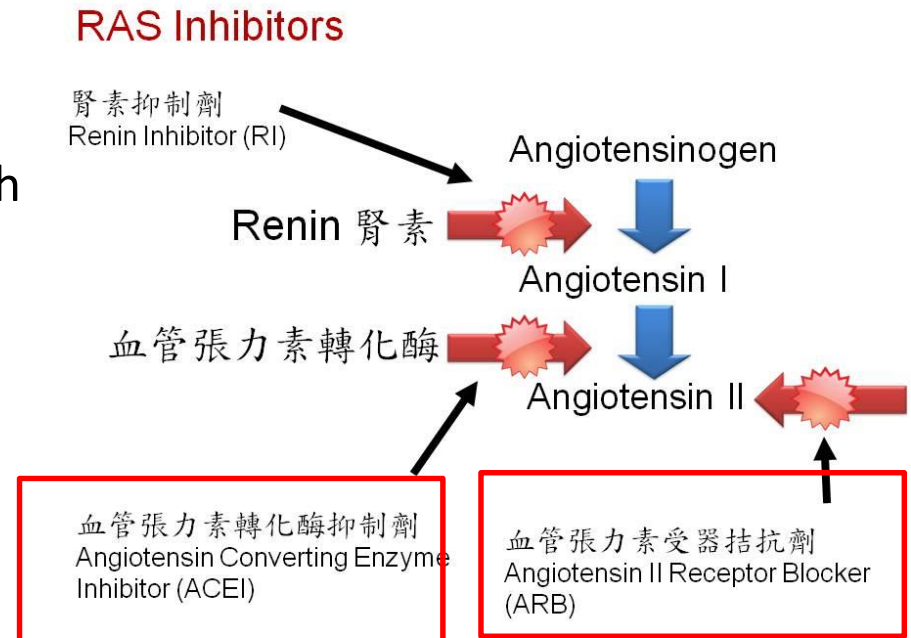 RAS Inhibitors
腎素抑制劑
Renin Inhibitor (RI)
h
Angiotensinogen
Renin 腎素
Angiotensin I
血管張力素轉化酶
Angiotensin II
血管張力素轉化酶抑制劑
Angiotensin Converting Enzyme
Inhibitor (ACEI)
血管張力素受器拮抗劑
Angiotensin II Receptor Blocker
(ARB)